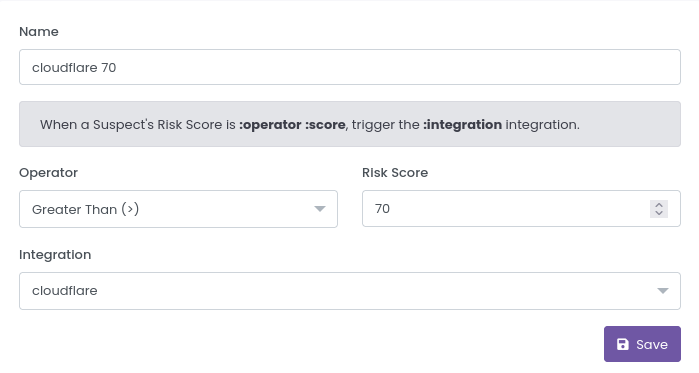 Name
cloudflare 70
When a Suspect's Risk Score is :operator :score, trigger the :integration integration.
Operator
Risk Score
Greater Than (>)
70
Integration
cloudflare
Save